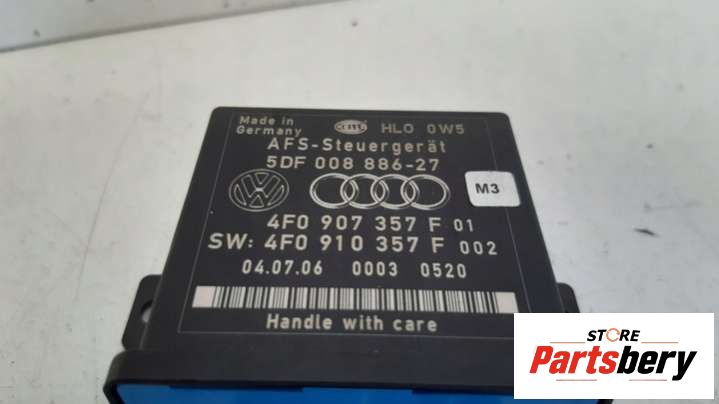 Made in
Germany
HELLA
HLO 0W5
AFS-Steuergerät
5DF 008 886-27
M3
4F0 907 357 F 01
SW: 4F0 910 357 F 002
04.07.06 0003 0520
Handle with care
STORE
Partsbery